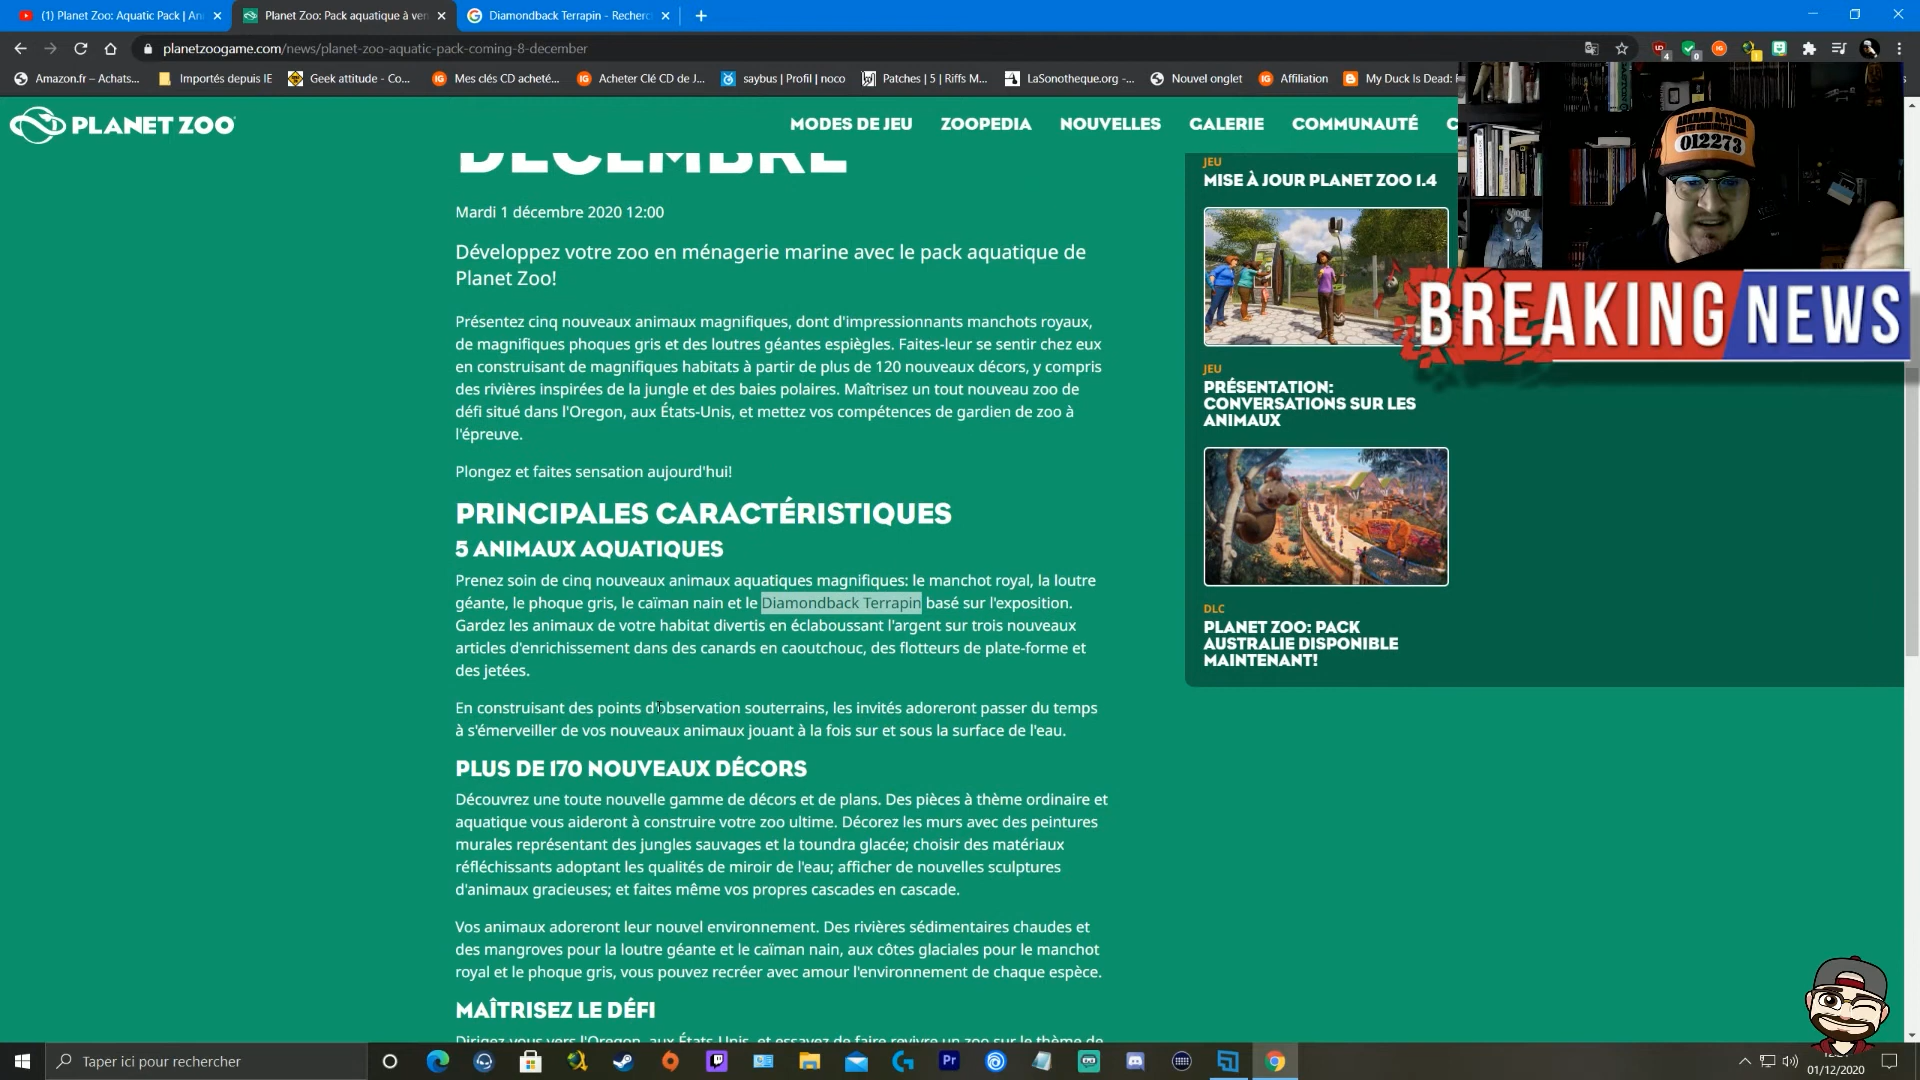 (1) Planet Zoo: Aquatic Pack | An
Planet Zoo: Pack aquatique à ven
Diamondback Terrapin - Recherc
planetzoogame.com/news/planet-zoo-aquatic-pack-coming-8-december
Amazon.fr – Achats...
Importés depuis IE
Geek attitude - Co...
Mes clés CD acheté...
Acheter Clé CD de J...
saybus | Profil | noco
Patches | 5 | Riffs M...
LaSonotheque.org -...
Nouvel onglet
Affiliation
My Duck Is Dead:
PLANET ZOO
MODES DE JEU
ZOOPEDIA
NOUVELLES
GALERIE
COMMUNAUTÉ
C
012273
DÉCEMBRE
Mardi 1 décembre 2020 12:00
Développez votre zoo en ménagerie marine avec le pack aquatique de
Planet Zoo!
Présentez cinq nouveaux animaux magnifiques, dont d'impressionnants manchots royaux,
de magnifiques phoques gris et des loutres géantes espiègles. Faites-leur se sentir chez eux
en construisant de magnifiques habitats à partir de plus de 120 nouveaux décors, y compris
des rivières inspirées de la jungle et des baies polaires. Maîtrisez un tout nouveau zoo de
défi situé dans l'Oregon, aux États-Unis, et mettez vos compétences de gardien de zoo à
l'épreuve.
Plongez et faites sensation aujourd'hui!
PRINCIPALES CARACTÉRISTIQUES
5 ANIMAUX AQUATIQUES
Prenez soin de cinq nouveaux animaux aquatiques magnifiques: le manchot royal, la loutre
géante, le phoque gris, le caïman nain et le Diamondback Terrapin basé sur l'exposition.
Gardez les animaux de votre habitat divertis en éclaboussant l'argent sur trois nouveaux
articles d'enrichissement dans des canards en caoutchouc, des flotteurs de plate-forme et
des jetées.
En construisant des points d'observation souterrains, les invités adoreront passer du temps
à s'émerveiller de vos nouveaux animaux jouant à la fois sur et sous la surface de l'eau.
PLUS DE 170 NOUVEAUX DÉCORS
Découvrez une toute nouvelle gamme de décors et de plans. Des pièces à thème ordinaire et
aquatique vous aideront à construire votre zoo ultime. Décorez les murs avec des peintures
murales représentant des jungles sauvages et la toundra glacée; choisir des matériaux
réfléchissants adoptant les qualités de miroir de l'eau; afficher de nouvelles sculptures
d'animaux gracieuses; et faites même vos propres cascades en cascade.
Vos animaux adoreront leur nouvel environnement. Des rivières sédimentaires chaudes et
des mangroves pour la loutre géante et le caïman nain, aux côtes glaciales pour le manchot
royal et le phoque gris, vous pouvez recréer avec amour l'environnement de chaque espèce.
MAÎTRISEZ LE DÉFI
Dirigez-vous vers l'Oregon, aux États-Unis, et essayez de faire revivre un zoo sur le thème de
JEU
MISE À JOUR PLANET ZOO 1.4
BREAKING NEWS
JEU
PRÉSENTATION:
CONVERSATIONS SUR LES
ANIMAUX
DLC
PLANET ZOO: PACK
AUSTRALIE DISPONIBLE
MAINTENANT!
Taper ici pour rechercher
01/12/2020